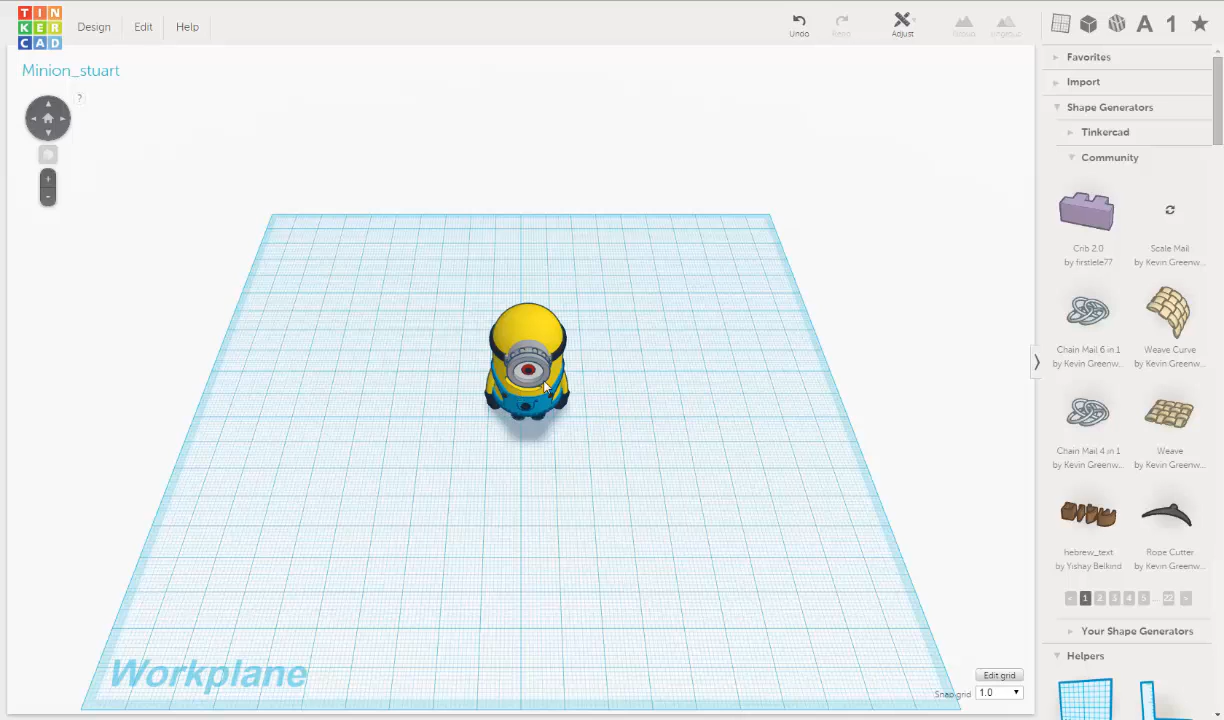 TIN
KER
CAD
Design
Edit
Help
Undo
Redo
Adjust
Group
Ungroup
A
1
Minion_stuart
?
+
-
Favorites
Import
Shape Generators
Tinkercad
Community
Crib 2.0
by firstlele77
Scale Mail
by Kevin Greenw...
Chain Mail 6 in 1
by Kevin Greenw...
Weave Curve
by Kevin Greenw...
Chain Mail 4 in 1
by Kevin Greenw...
Weave
by Kevin Greenw...
hebrew_text
by Yishay Belkind
Rope Cutter
by Kevin Greenw...
1 2 3 4 5 ... 22
Your Shape Generators
Helpers
Workplane
Edit grid
Snap grid
1.0